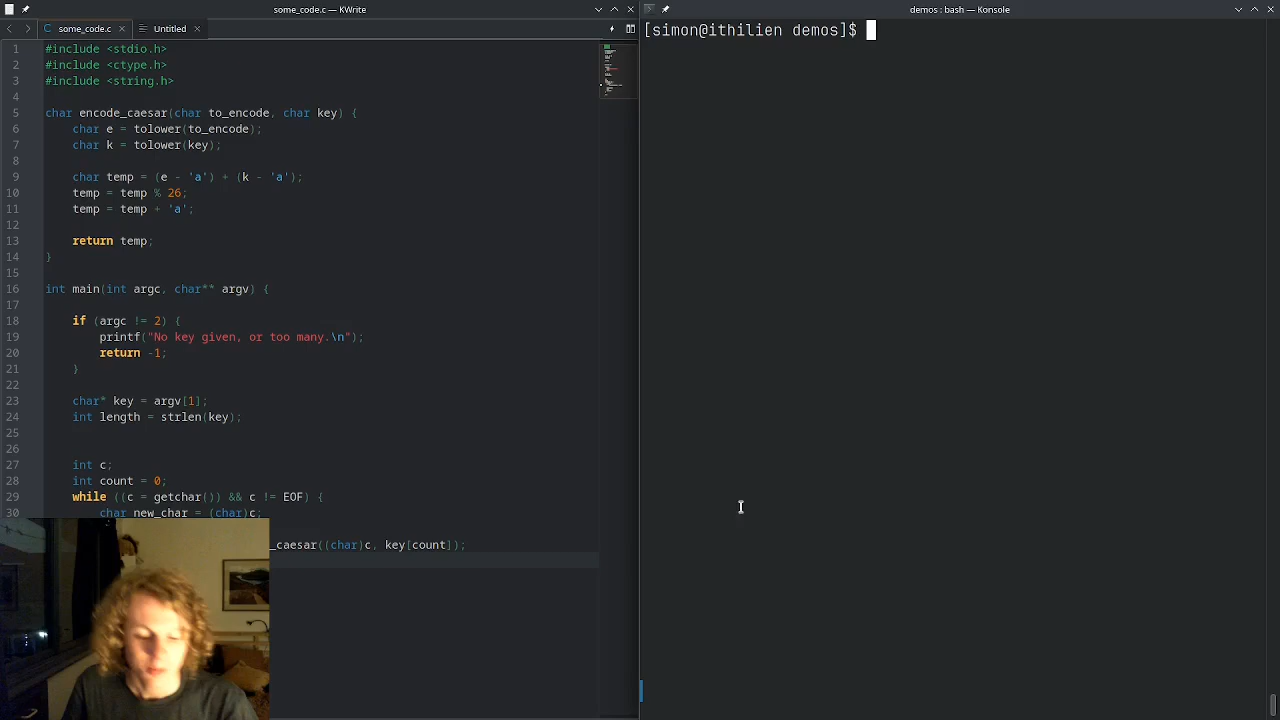 some_code.c — KWrite
some_code.c
Untitled
1 #include <stdio.h>
2 #include <ctype.h>
3 #include <string.h>
4
5 char encode_caesar(char to_encode, char key) {
6 char e = tolower(to_encode);
7 char k = tolower(key);
8
9 char temp = (e - 'a') + (k - 'a');
10 temp = temp % 26;
11 temp = temp + 'a';
12
13 return temp;
14 }
15
16 int main(int argc, char** argv) {
17
18 if (argc != 2) {
19 printf("No key given, or too many.\n");
20 return -1;
21 }
22
23 char* key = argv[1];
24 int length = strlen(key);
25
26
27 int c;
28 int count = 0;
29 while ((c = getchar()) && c != EOF) {
30 char new_char = (char)c;
_caesar((char)c, key[count]);
demos : bash — Konsole
[simon@ithilien demos]$